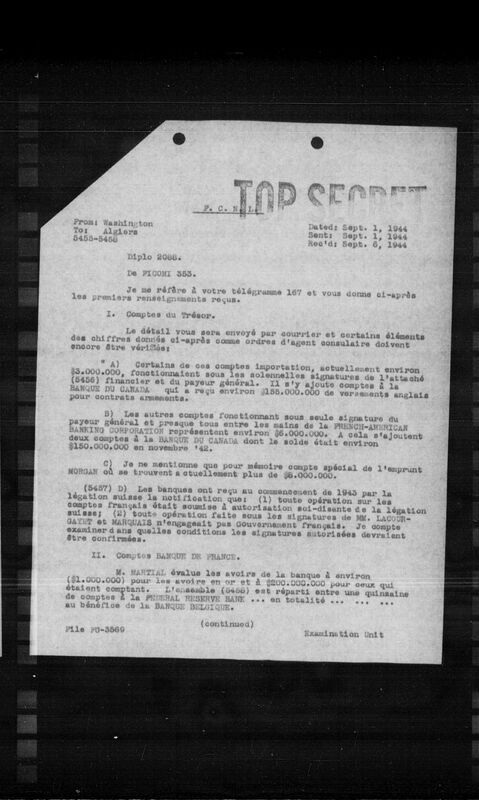 TOP SECRET
F. C. N. L.
From: Washington
To: Algiers
5455-5458
Dated: Sept. 1, 1944
Sent: Sept. 1, 1944
Rec'd: Sept. 6, 1944
Diplo 2088.
De FICOMI 353.
Je me réfère à votre télégramme 167 et vous donne ci-après
les premiers renseignements reçus.
I. Comptes du Trésor.
Le détail vous sera envoyé par courrier et certains éléments
des chiffres donnés ci-après comme ordres d'agent consulaire doivent
encore être vérifiés:
" A) Certains de ces comptes importation, actuellement environ
$3.000.000, fonctionnaient sous les solennelles signatures de l'attaché
(5456) financier et du payeur général. Il s'y ajoute comptes à la
BANQUE DU CANADA qui a reçu environ $155.000.000 de versements anglais
pour contrats armements.
B) Les autres comptes fonctionnant sous seule signature du
payeur général et presque tous entre les mains de la FRENCH-AMERICAN
BANKING CORPORATION représentent environ $6.000.000. A cela s'ajoutent
deux comptes à la BANQUE DU CANADA dont le solde était environ
$150.000.000 en novembre '42.
C) Je ne mentionne que pour mémoire compte spécial de l'emprunt
MORGAN où se trouvent actuellement plus de $6.000.000.
(5457) D) Les banques ont reçu au commencement de 1943 par la
légation suisse la notification que: (1) toute opération sur les
comptes français était soumise à autorisation soi-disante de la légation
suisse; (2) toute opération faite sous les signatures de MM. LACOUR-
GAYET et MARQUAIS n'engageait pas Gouvernement français. Je compte
examiner dans quelles conditions les signatures autorisées devraient
être confirmées.
II. Comptes BANQUE DE FRANCE.
M. MARTIAL évalue les avoirs de la banque à environ
($1.000.000) pour les avoirs en or et à $200.000.000 pour ceux qui
étaient comptant. L'ensemble (5458) est réparti entre une quinzaine
de comptes à la FEDERAL RESERVE BANK ... en totalité ... ... ...
au bénéfice de la BANQUE BELGIQUE.
(continued)
File FU-3569
Examination Unit